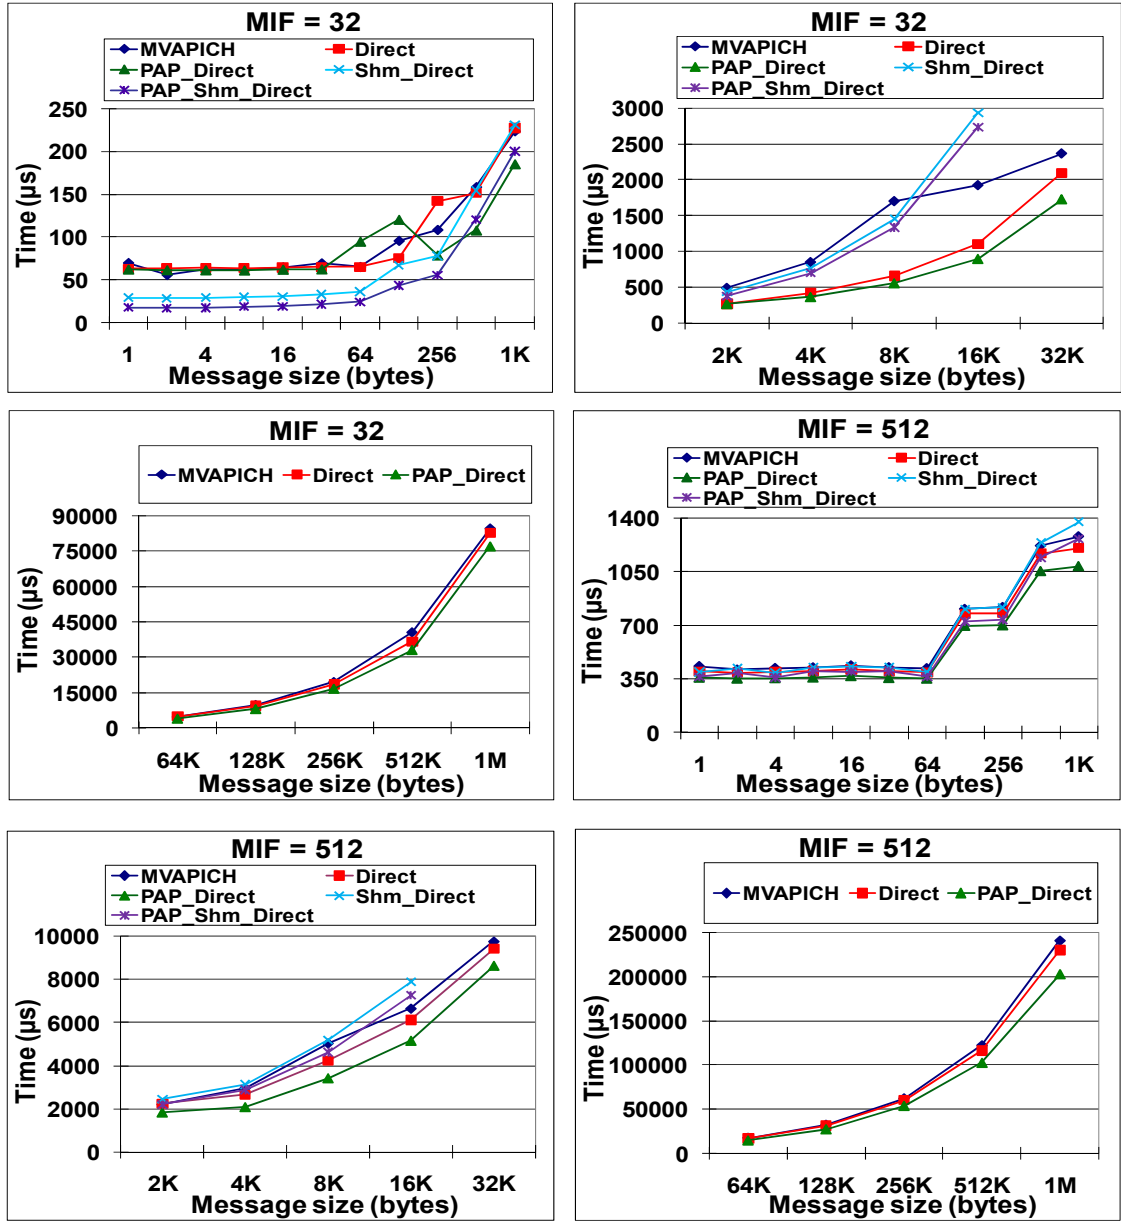 MIF = 32
MVAPICH Direct
PAP_Direct Shm_Direct
PAP_Shm_Direct
Time (µs)
250
200
150
100
50
0
1 4 16 64 256 1K
Message size (bytes)
MIF = 32
MVAPICH Direct
PAP_Direct Shm_Direct
PAP_Shm_Direct
Time (µs)
3000
2500
2000
1500
1000
500
0
2K 4K 8K 16K 32K
Message size (bytes)
MIF = 32
MVAPICH Direct PAP_Direct
Time (µs)
90000
75000
60000
45000
30000
15000
0
64K 128K 256K 512K 1M
Message size (bytes)
MIF = 512
MVAPICH Direct
PAP_Direct Shm_Direct
PAP_Shm_Direct
Time (µs)
1400
1050
700
350
0
1 4 16 64 256 1K
Message size (bytes)
MIF = 512
MVAPICH Direct
PAP_Direct Shm_Direct
PAP_Shm_Direct
Time (µs)
10000
8000
6000
4000
2000
0
2K 4K 8K 16K 32K
Message size (bytes)
MIF = 512
MVAPICH Direct PAP_Direct
Time (µs)
250000
200000
150000
100000
50000
0
64K 128K 256K 512K 1M
Message size (bytes)